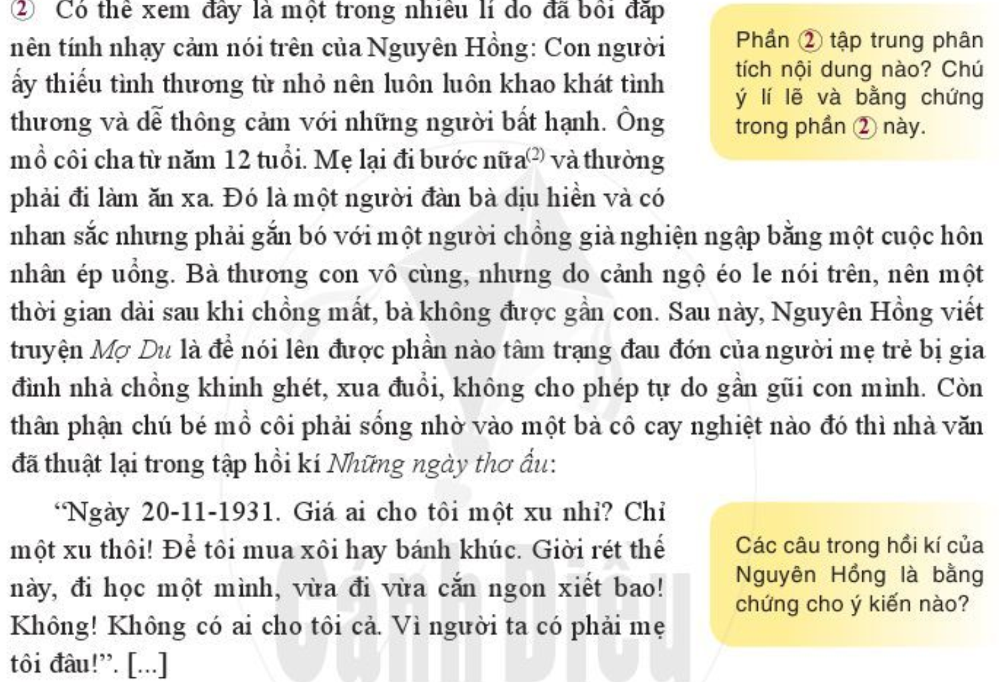 ② Có thể xem đây là một trong nhiều lí do đã bồi đắp
nên tính nhạy cảm nói trên của Nguyên Hồng: Con người
ấy thiếu tình thương từ nhỏ nên luôn luôn khao khát tình
thương và dễ thông cảm với những người bất hạnh. Ông
mồ côi cha từ năm 12 tuổi. Mẹ lại đi bước nữa(2) và thường
phải đi làm ăn xa. Đó là một người đàn bà dịu hiền và có
nhan sắc nhưng phải gắn bó với một người chồng già nghiện ngập bằng một cuộc hôn
nhân ép uổng. Bà thương con vô cùng, nhưng do cảnh ngộ éo le nói trên, nên một
thời gian dài sau khi chồng mất, bà không được gần con. Sau này, Nguyên Hồng viết
truyện Mợ Du là để nói lên được phần nào tâm trạng đau đớn của người mẹ trẻ bị gia
đình nhà chồng khinh ghét, xua đuổi, không cho phép tự do gần gũi con mình. Còn
thân phận chú bé mồ côi phải sống nhờ vào một bà cô cay nghiệt nào đó thì nhà văn
đã thuật lại trong tập hồi kí Những ngày thơ ấu:
Phần ② tập trung phân
tích nội dung nào? Chú
ý lí lẽ và bằng chứng
trong phần ② này.
“Ngày 20-11-1931. Giá ai cho tôi một xu nhỉ? Chỉ
một xu thôi! Để tôi mua xôi hay bánh khúc. Giời rét thế
này, đi học một mình, vừa đi vừa cắn ngon xiết bao!
Không! Không có ai cho tôi cả. Vì người ta có phải mẹ
tôi đâu!”. [...]
Các câu trong hồi kí của
Nguyên Hồng là bằng
chứng cho ý kiến nào?
Cánh Diều